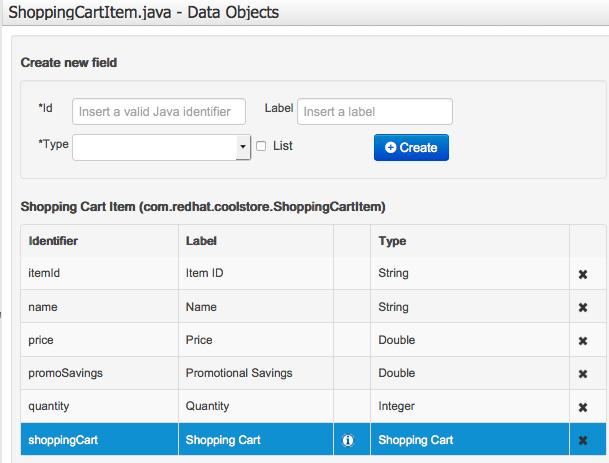 ShoppingCartItem.java - Data Objects
Create new field
*Id Insert a valid Java identifier Label Insert a label
*Type List Create
Shopping Cart Item (com.redhat.coolstore.ShoppingCartItem)
Identifier Label Type
itemId Item ID String
name Name String
price Price Double
promoSavings Promotional Savings Double
quantity Quantity Integer
shoppingCart Shopping Cart Shopping Cart